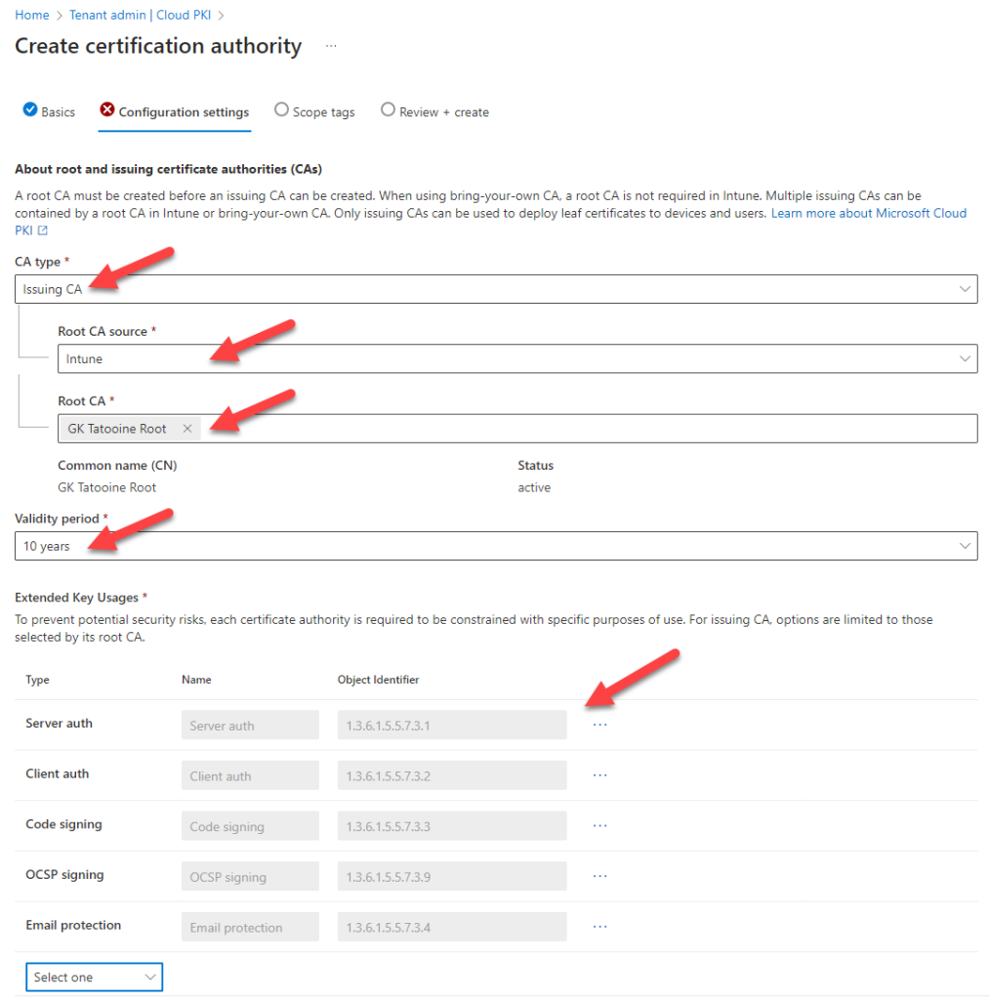 Home > Tenant admin | Cloud PKI >
Create certification authority ...
Basics Configuration settings Scope tags Review + create
About root and issuing certificate authorities (CAs)
A root CA must be created before an issuing CA can be created. When using bring-your-own CA, a root CA is not required in Intune. Multiple issuing CAs can be
contained by a root CA in Intune or bring-your-own CA. Only issuing CAs can be used to deploy leaf certificates to devices and users. Learn more about Microsoft Cloud
PKI
CA type *
Issuing CA
Root CA source *
Intune
Root CA *
GK Tatooine Root
Common name (CN) Status
GK Tatooine Root active
Validity period *
10 years
Extended Key Usages *
To prevent potential security risks, each certificate authority is required to be constrained with specific purposes of use. For issuing CA, options are limited to those
selected by its root CA.
Type Name Object Identifier
Server auth Server auth 1.3.6.1.5.5.7.3.1 ...
Client auth Client auth 1.3.6.1.5.5.7.3.2 ...
Code signing Code signing 1.3.6.1.5.5.7.3.3 ...
OCSP signing OCSP signing 1.3.6.1.5.5.7.3.9 ...
Email protection Email protection 1.3.6.1.5.5.7.3.4 ...
Select one